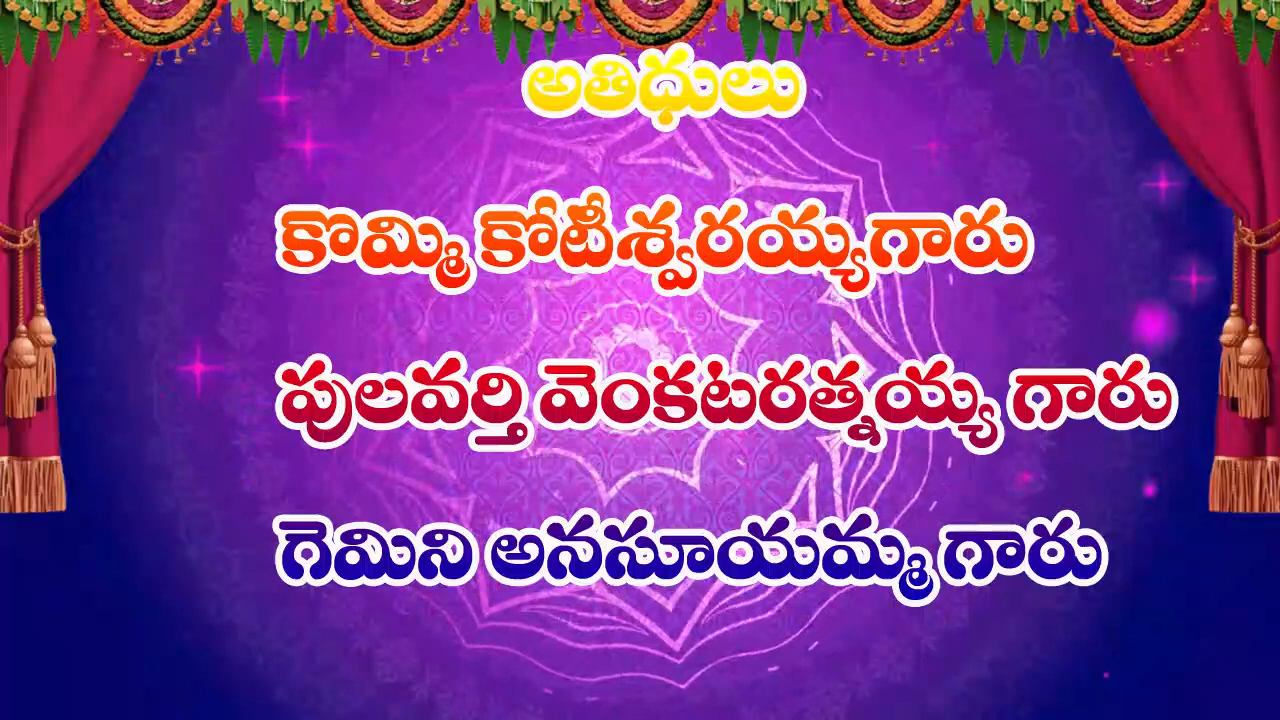 అతిధులు
కొమ్మి కోటీశ్వరయ్యగారు
పులవర్తి వెంకటరత్నయ్య గారు
గెమిని అనసూయమ్మ గారు